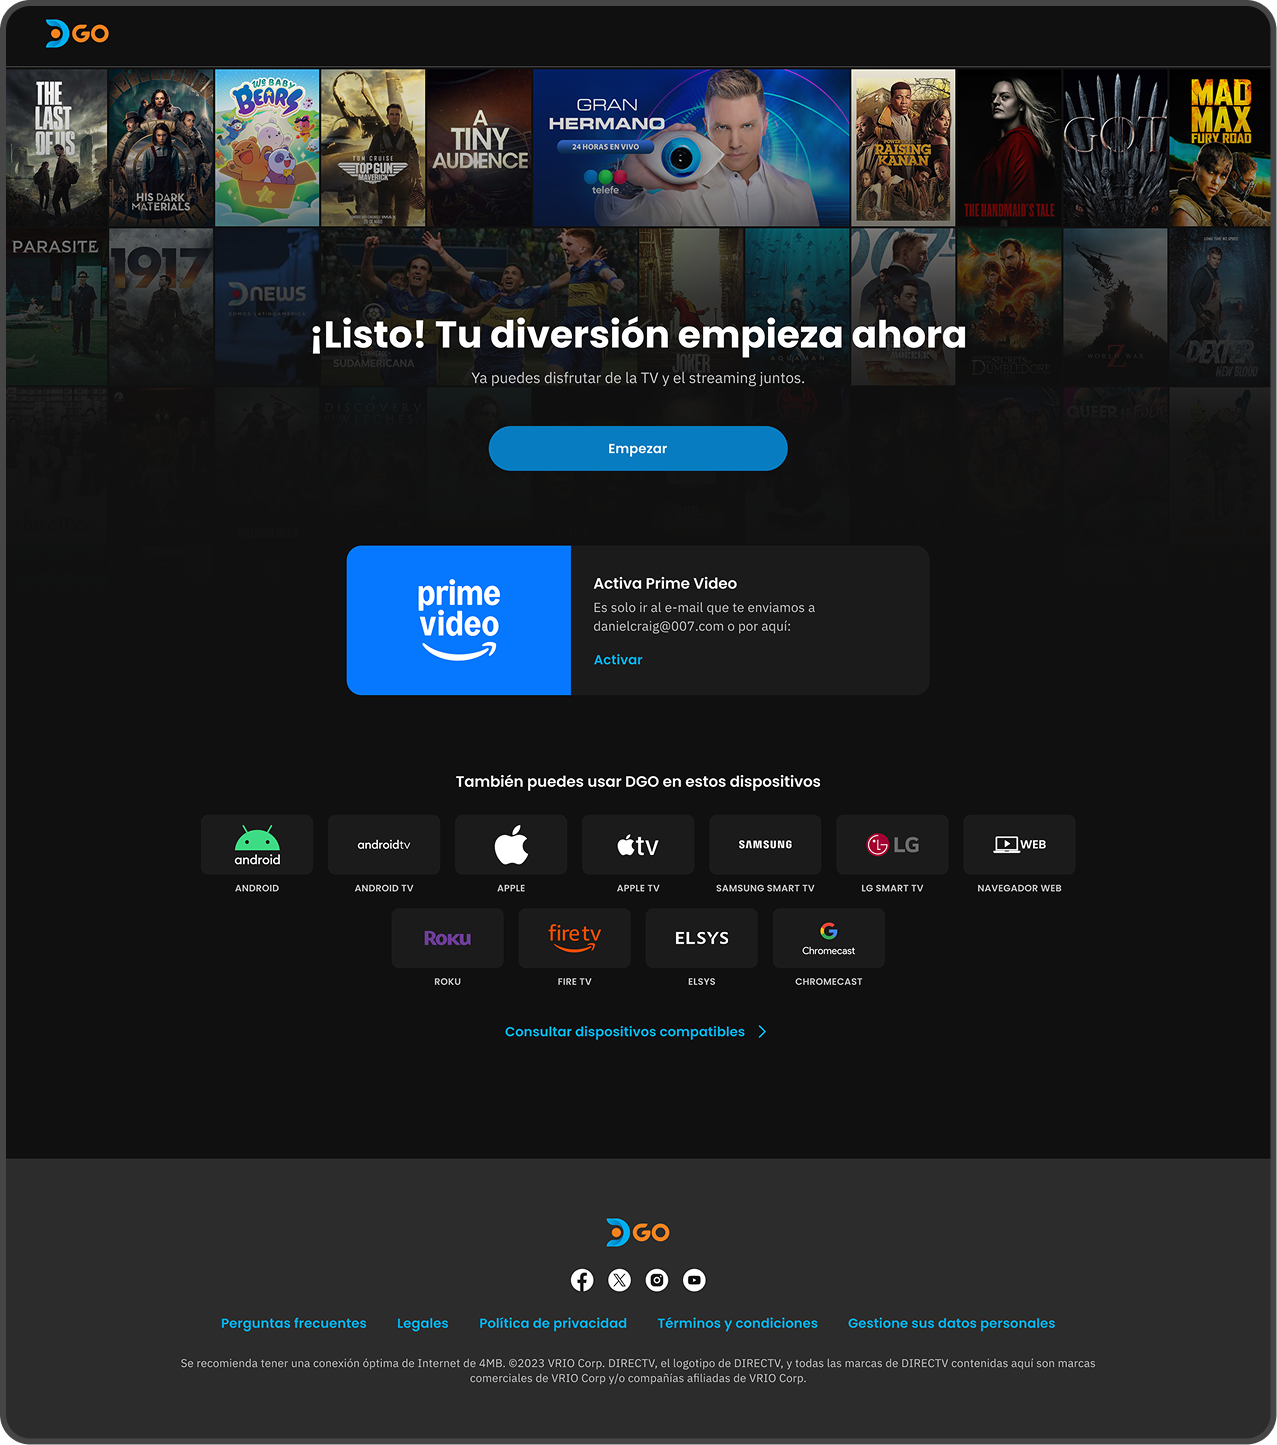 DGO
THE
LAST
OF US
HIS DARK
MATERIALS
WE BABY
BEARS
TOM CRUISE
TOP GUN
MAVERICK
A
TINY
AUDIENCE
GRAN
HERMANO
24 HORAS EN VIVO
telefe
RAISING
KANAN
THE HANDMAID'S TALE
GOT
MAD
MAX
FURY ROAD
PARASITE
1917
DNEWS
SOMOS LATINOAMÉRICA
SUDAMERICANA
JOKER
AQUAMAN
007
SECRETS
DUMBLEDORE
WORLD WAR
Z
DEXTER
NEW BLOOD
¡Listo! Tu diversión empieza ahora
Ya puedes disfrutar de la TV y el streaming juntos.
DISCOVERY
WITCHES
QUEER as FOLK
Empezar
prime
video
Activa Prime Video
Es solo ir al e-mail que te enviamos a
danielcraig@007.com o por aquí:
Activar
También puedes usar DGO en estos dispositivos
android
androidtv
tv
SAMSUNG
LG
WEB
ANDROID
ANDROID TV
APPLE
APPLE TV
SAMSUNG SMART TV
LG SMART TV
NAVEGADOR WEB
ROKU
fire tv
ELSYS
Chromecast
ROKU
FIRE TV
ELSYS
CHROMECAST
Consultar dispositivos compatibles
DGO
Perguntas frecuentes
Legales
Política de privacidad
Términos y condiciones
Gestione sus datos personales
Se recomienda tener una conexión óptima de Internet de 4MB. ©2023 VRIO Corp. DIRECTV, el logotipo de DIRECTV, y todas las marcas de DIRECTV contenidas aquí son marcas
comerciales de VRIO Corp y/o compañías afiliadas de VRIO Corp.